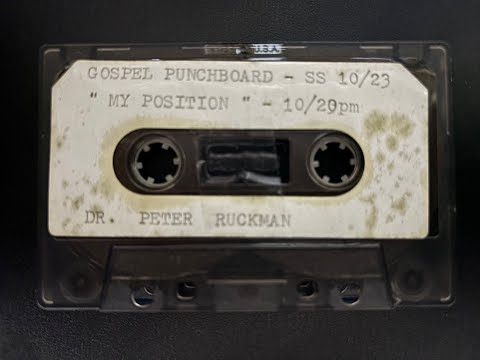 U.S.A.
GOSPEL PUNCHBOARD - SS 10/23
" MY POSITION " - 10/20pm
DR. PETER RUCKMAN